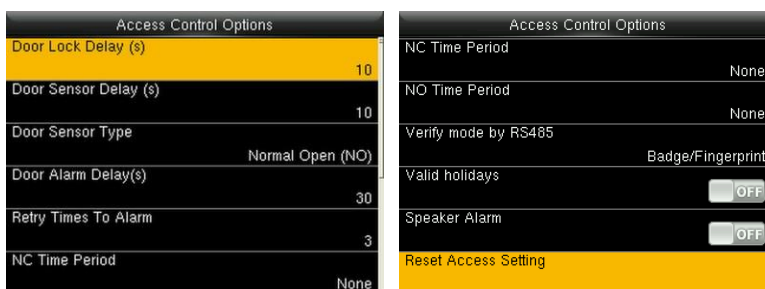 Access Control Options
Door Lock Delay (s)
10
Door Sensor Delay (s)
10
Door Sensor Type
Normal Open (NO)
Door Alarm Delay(s)
30
Retry Times To Alarm
3
NC Time Period
None
Access Control Options
NC Time Period
None
NO Time Period
None
Verify mode by RS485
Badge/Fingerprint
Valid holidays
OFF
Speaker Alarm
OFF
Reset Access Setting